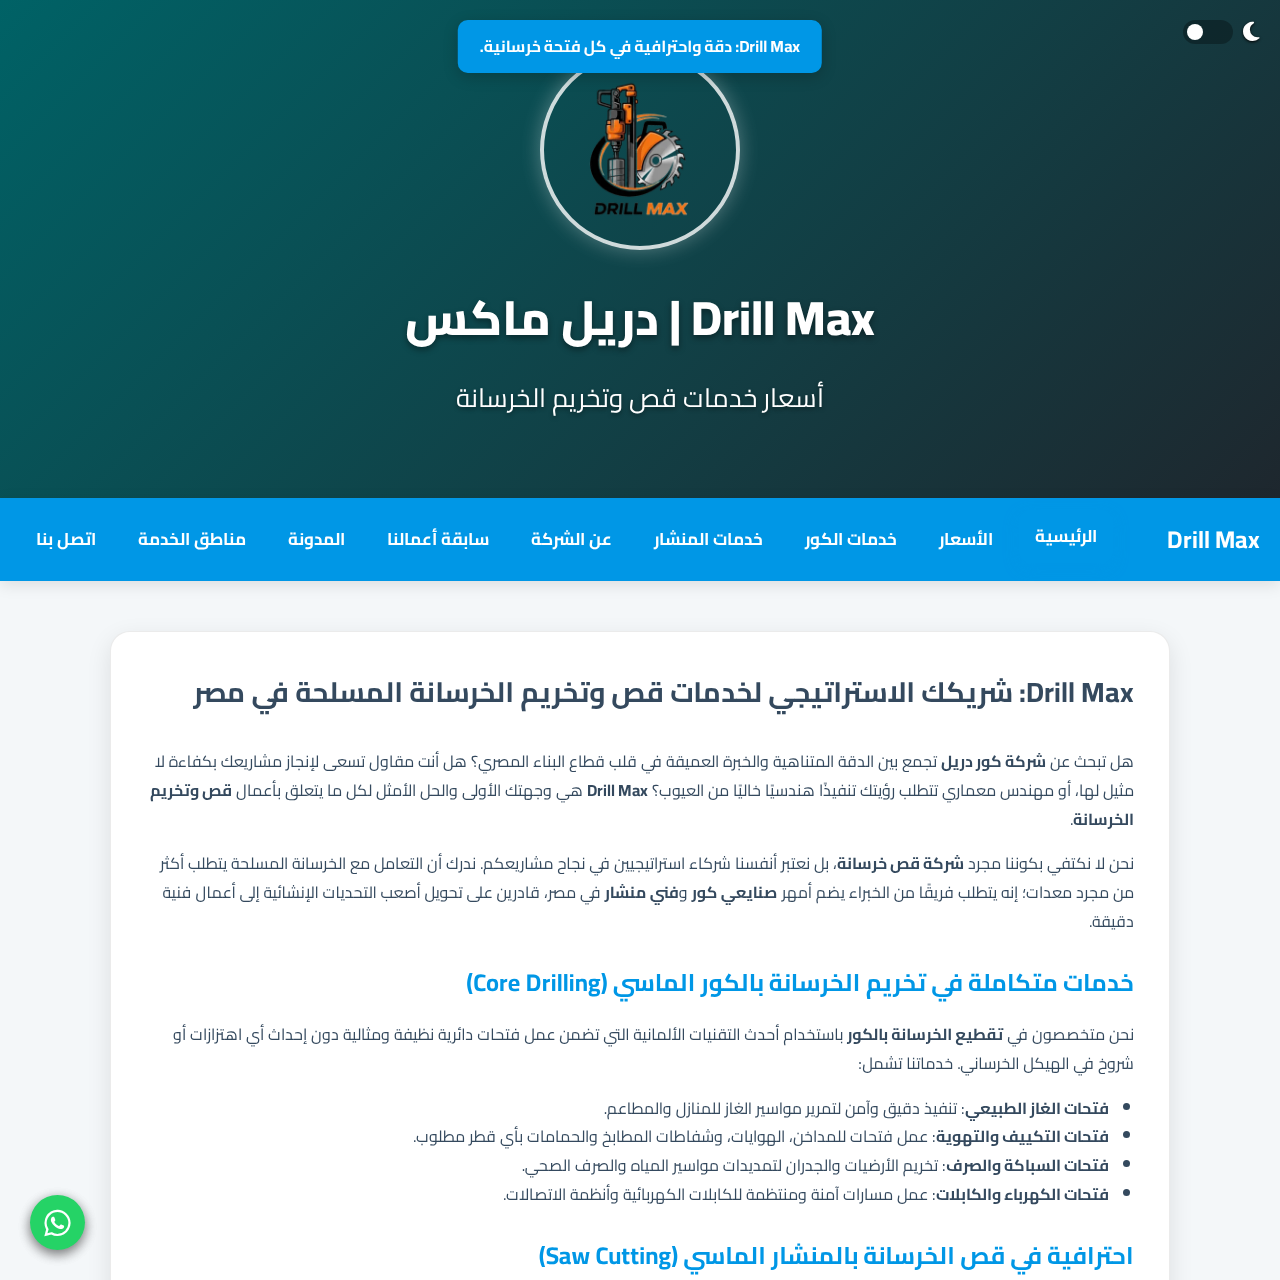 Drill Max: دقة واحترافية في كل فتحة خرسانية.
DRILL MAX
Drill Max | دريل ماكس
أسعار خدمات قص وتخريم الخرسانة
Drill Max
الرئيسية
الأسعار
خدمات الكور
خدمات المنشار
عن الشركة
سابقة أعمالنا
المدونة
مناطق الخدمة
اتصل بنا
Drill Max: شريكك الاستراتيجي لخدمات قص وتخريم الخرسانة المسلحة في مصر
هل تبحث عن شركة كور دريل تجمع بين الدقة المتناهية والخبرة العميقة في قلب قطاع البناء المصري؟ هل أنت مقاول تسعى لإنجاز مشاريعك بكفاءة لا
مثيل لها، أو مهندس معماري تتطلب رؤيتك تنفيذًا هندسيًا خاليًا من العيوب؟ Drill Max هي وجهتك الأولى والحل الأمثل لكل ما يتعلق بأعمال قص وتخريم
الخرسانة.
نحن لا نكتفي بكوننا مجرد شركة قص خرسانة، بل نعتبر أنفسنا شركاء استراتيجيين في نجاح مشاريعكم. ندرك أن التعامل مع الخرسانة المسلحة يتطلب أكثر
من مجرد معدات؛ إنه يتطلب فريقًا من الخبراء يضم أمهر صنايعي كور وفني منشار في مصر، قادرين على تحويل أصعب التحديات الإنشائية إلى أعمال فنية
دقيقة.
خدمات متكاملة في تخريم الخرسانة بالكور الماسي (Core Drilling)
نحن متخصصون في تقطيع الخرسانة بالكور باستخدام أحدث التقنيات الألمانية التي تضمن عمل فتحات دائرية نظيفة ومثالية دون إحداث أي اهتزازات أو
شروخ في الهيكل الخرساني. خدماتنا تشمل:
فتحات الغاز الطبيعي: تنفيذ دقيق وآمن لتمرير مواسير الغاز للمنازل والمطاعم.
فتحات التكييف والتهوية: عمل فتحات للمداخن، الهوايات، وشفاطات المطابخ والحمامات بأي قطر مطلوب.
فتحات السباكة والصرف: تخريم الأرضيات والجدران لتمديدات مواسير المياه والصرف الصحي.
فتحات الكهرباء والكابلات: عمل مسارات آمنة ومنتظمة للكابلات الكهربائية وأنظمة الاتصالات.
احترافية في قص الخرسانة بالمنشار الماسي (Saw Cutting)